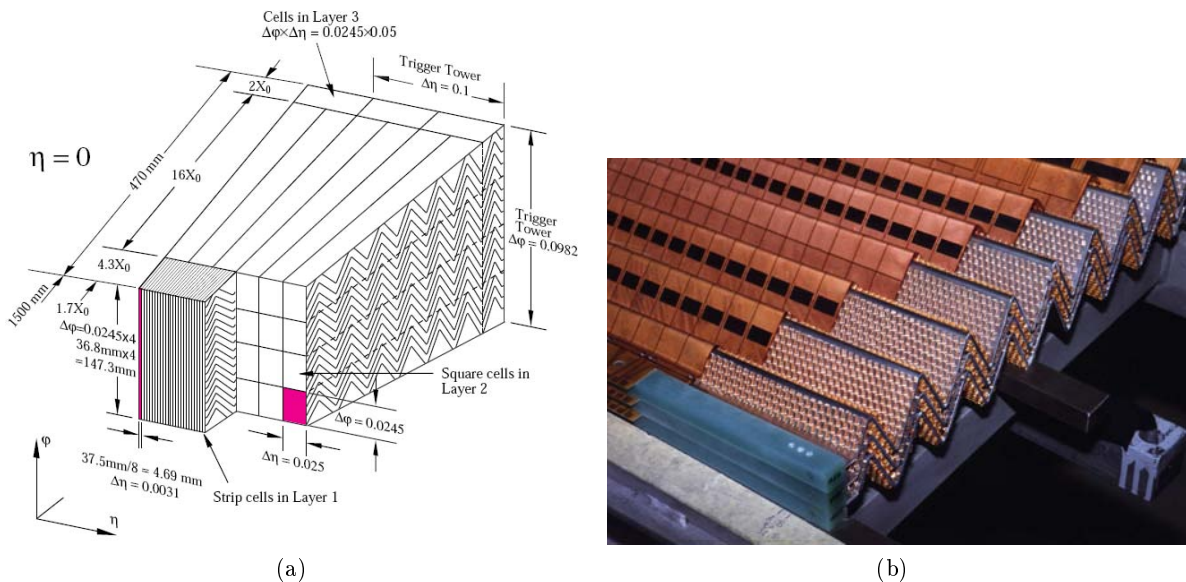 Cells in Layer 3
Δφ×Δη = 0.0245×0.05
Trigger Tower
Δη = 0.1
2X₀
η = 0
470 mm
16X₀
Trigger
Tower
Δφ = 0.0982
4.3X₀
1500 mm
1.7X₀
Δφ=0.0245x4
36.8mmx4
=147.3mm
Square cells in
Layer 2
Δφ = 0.0245
Δη = 0.025
φ
37.5mm/8 = 4.69 mm
Δη = 0.0031
Strip cells in Layer 1
η
(a)
(b)